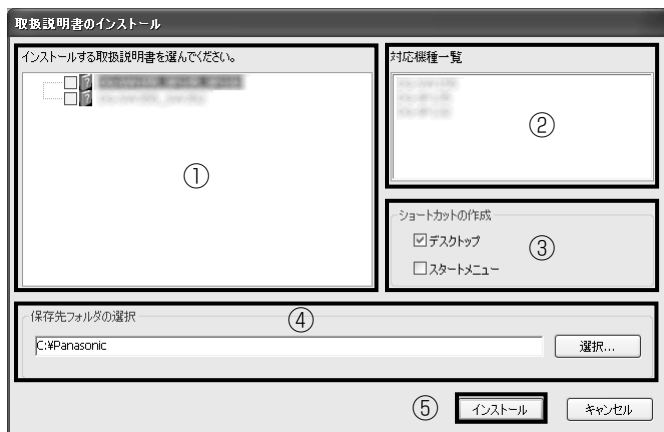 取扱説明書のインストール
インストールする取扱説明書を選んでください。
①
対応機種一覧
②
ショートカットの作成
デスクトップ
スタートメニュー
③
保存先フォルダの選択
④
C:¥Panasonic
選択...
⑤
インストール
キャンセル